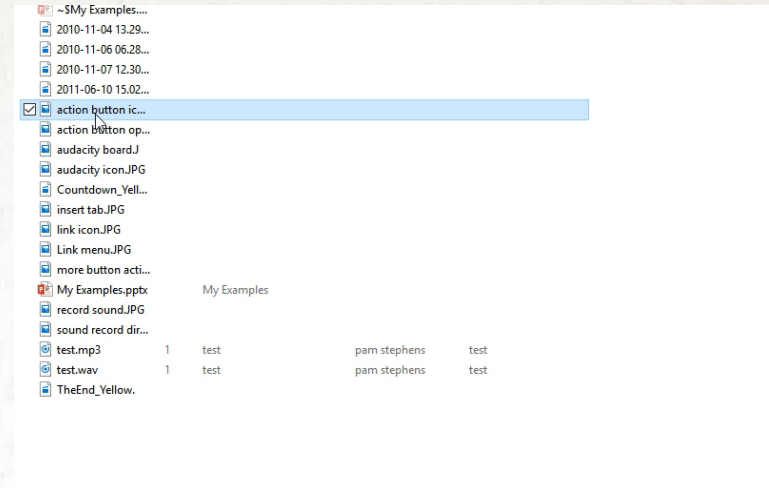 ~$My Examples....
2010-11-04 13.29...
2010-11-06 06.28...
2010-11-07 12.30...
2011-06-10 15.02...
action button ic...
action button op...
audacity board.J
audacity icon.JPG
Countdown_Yell...
insert tab.JPG
link icon.JPG
Link menu.JPG
more button acti...
My Examples.pptx My Examples
record sound.JPG
sound record dir...
test.mp3 1 test pam stephens test
test.wav 1 test pam stephens test
TheEnd_Yellow.